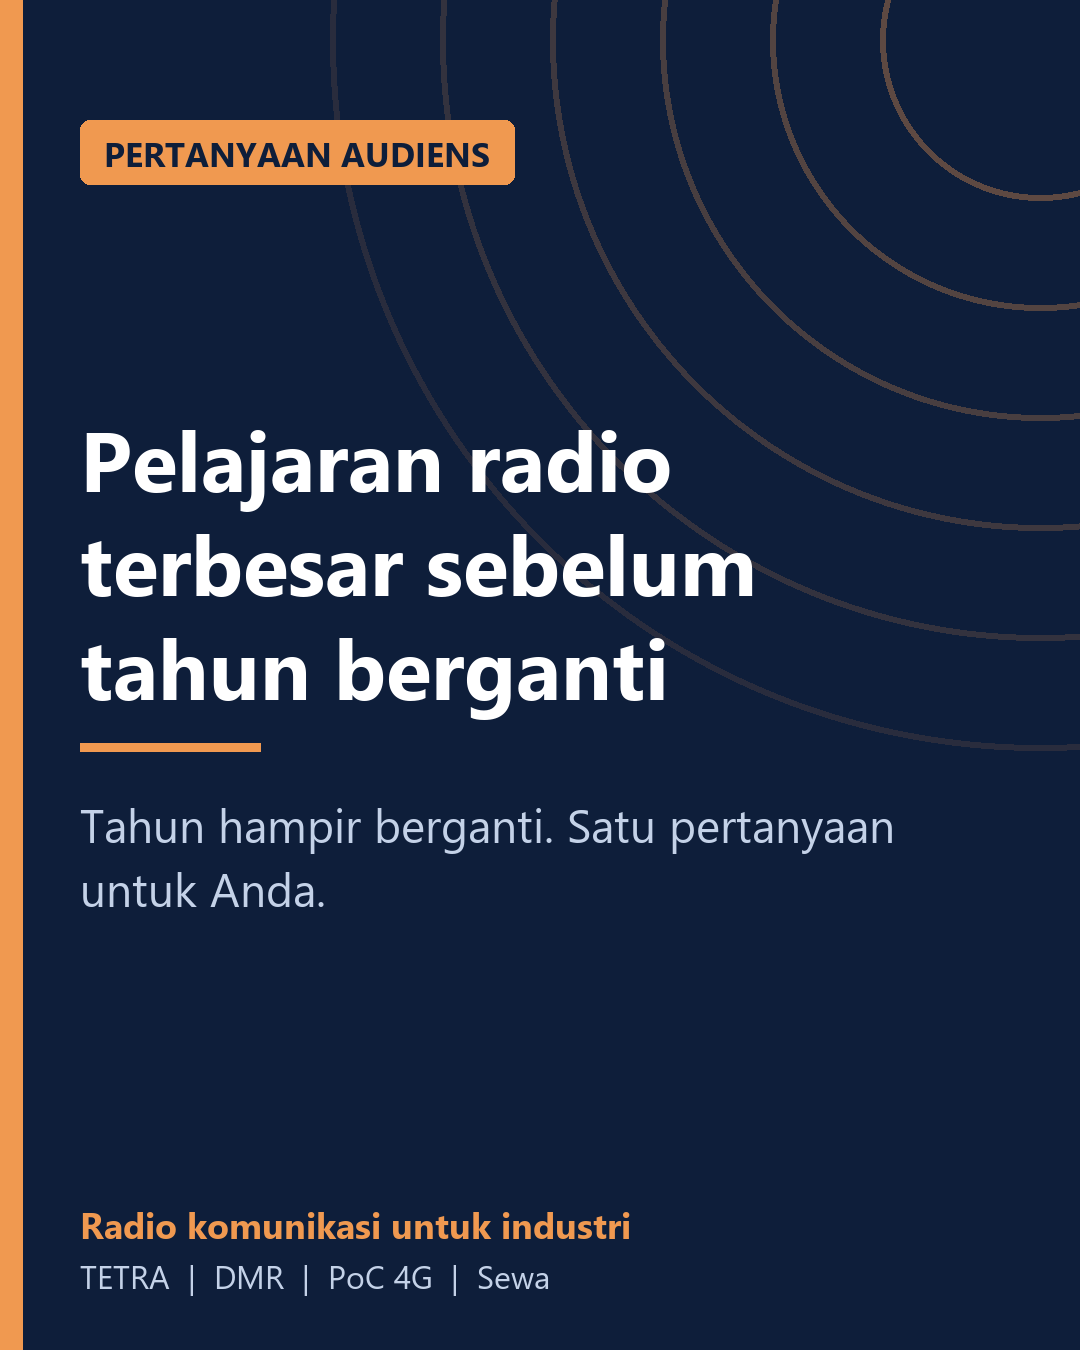 PERTANYAAN AUDIENS
Pelajaran radio
terbesar sebelum
tahun berganti
Tahun hampir berganti. Satu pertanyaan
untuk Anda.
Radio komunikasi untuk industri
TETRA | DMR | PoC 4G | Sewa